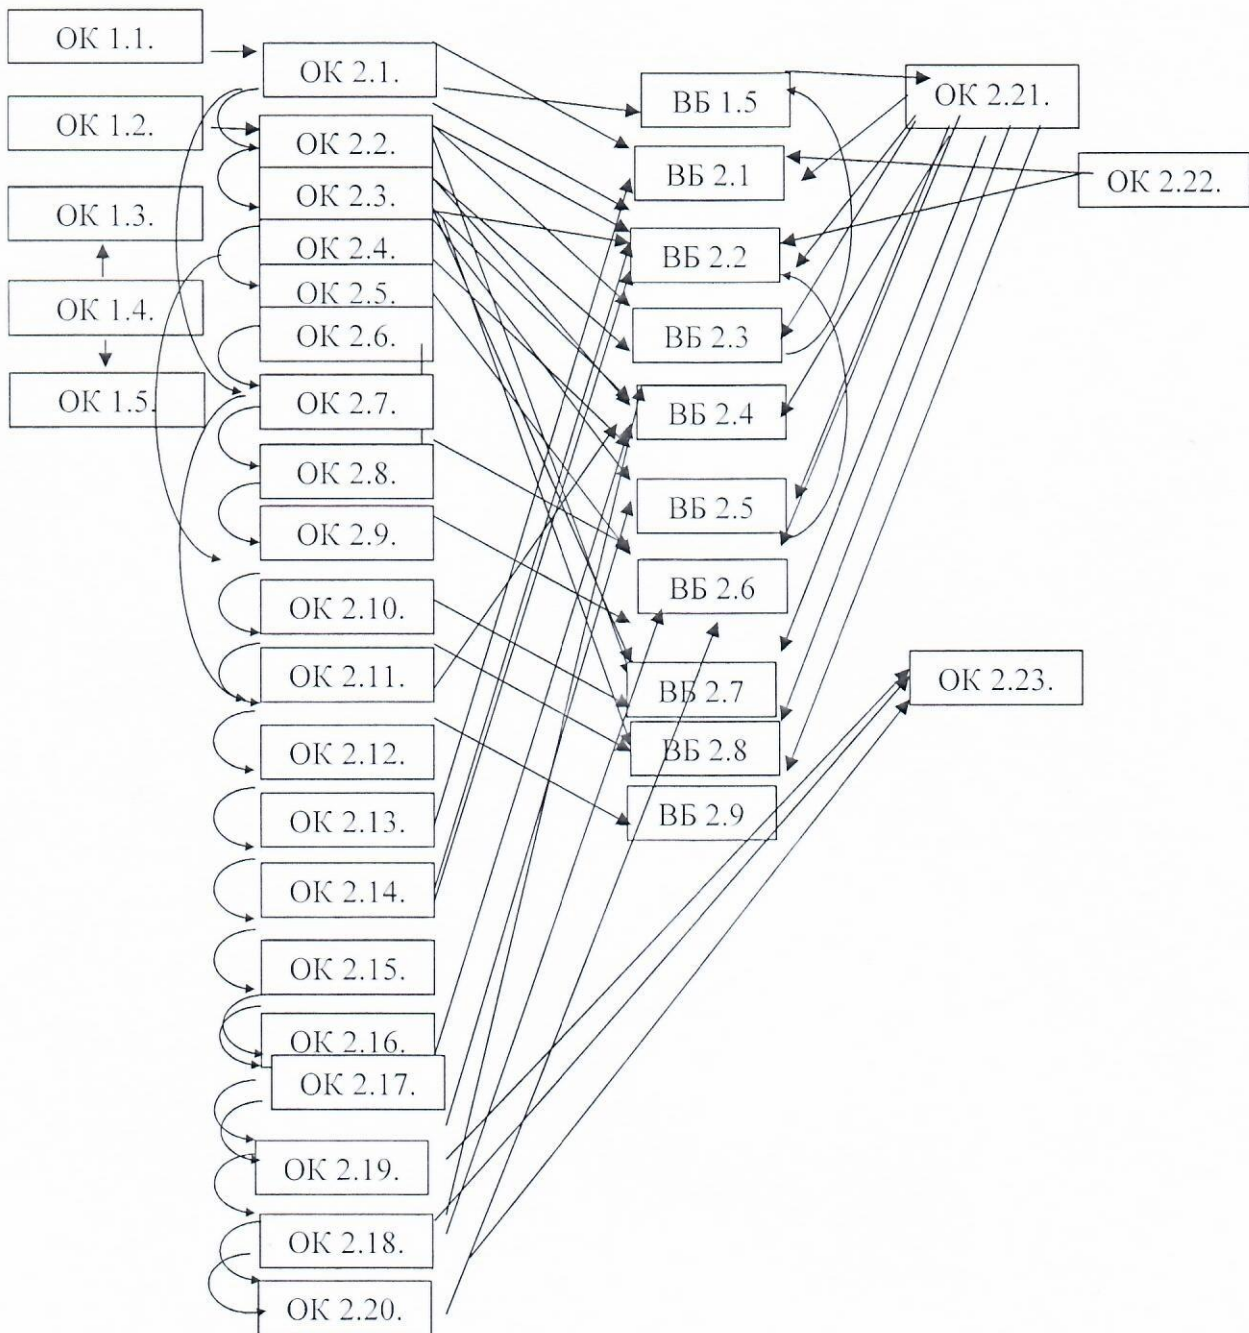 ОК 1.1.
ОК 1.2.
ОК 1.3.
ОК 1.4.
ОК 1.5.
ОК 2.1.
ОК 2.2.
ОК 2.3.
ОК 2.4.
ОК 2.5.
ОК 2.6.
ОК 2.7.
ОК 2.8.
ОК 2.9.
ОК 2.10.
ОК 2.11.
ОК 2.12.
ОК 2.13.
ОК 2.14.
ОК 2.15.
ОК 2.16.
ОК 2.17.
ОК 2.19.
ОК 2.18.
ОК 2.20.
ВБ 1.5
ВБ 2.1
ВБ 2.2
ВБ 2.3
ВБ 2.4
ВБ 2.5
ВБ 2.6
ВБ 2.7
ВБ 2.8
ВБ 2.9
ОК 2.21.
ОК 2.22.
ОК 2.23.